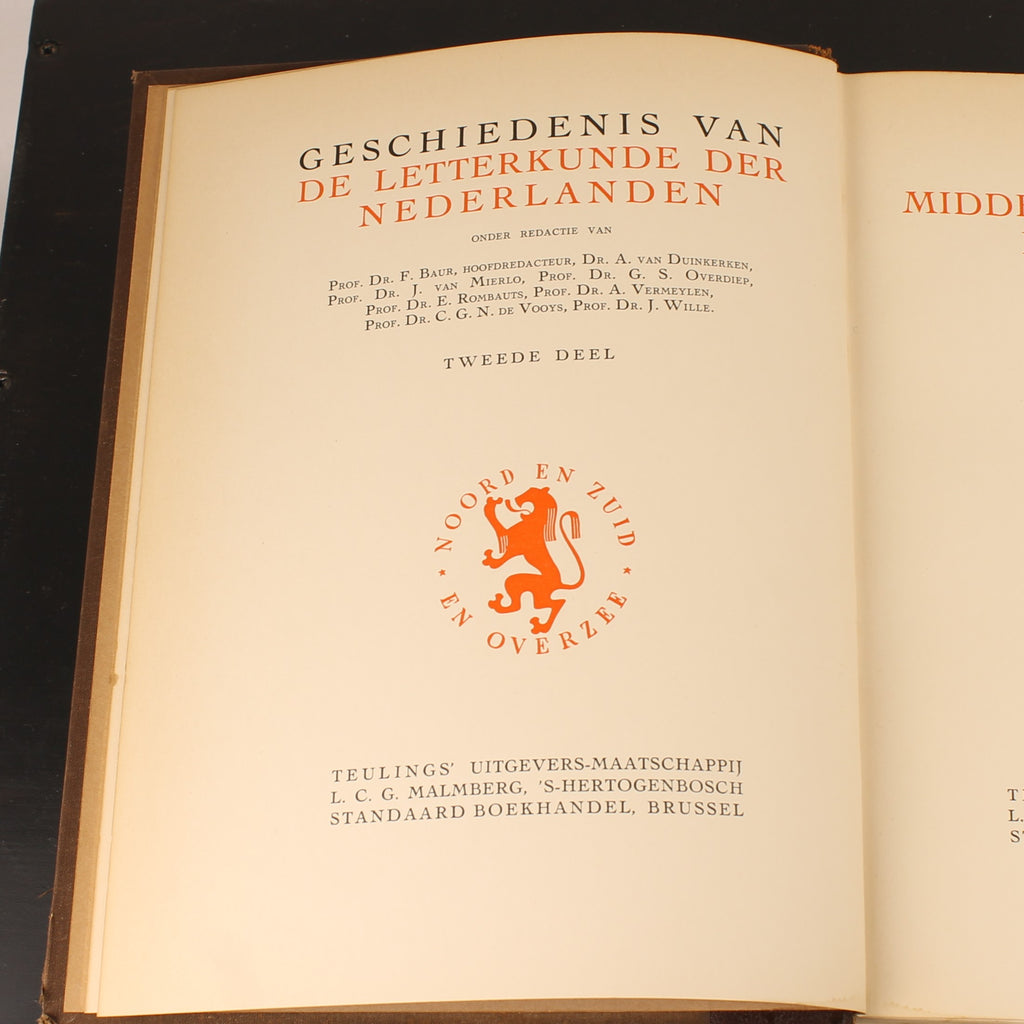 GESCHIEDENIS VAN
DE LETTERKUNDE DER
NEDERLANDEN
ONDER REDACTIE VAN
PROF. DR. F. BAUR, HOOFDREDACTEUR, DR. A. VAN DUINKERKEN,
PROF. DR. J. VAN MIERLO, PROF. DR. G. S. OVERDIEP,
PROF. DR. E. ROMBAUTS, PROF. DR. A. VERMEYLEN,
PROF. DR. C. G. N. DE VOOYS, PROF. DR. J. WILLE.
TWEEDE DEEL
NOORD EN ZUID
EN OVERZEE
TEULINGS' UITGEVERS-MAATSCHAPPIJ
L. C. G. MALMBERG, 'S-HERTOGENBOSCH
STANDAARD BOEKHANDEL, BRUSSEL